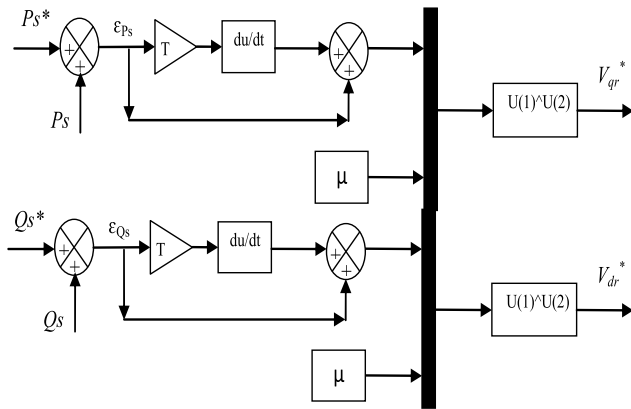 Ps*
+
+
εPs
T
du/dt
+
+
Ps
U(1)^U(2)
Vqr*
μ
Qs*
+
+
εQs
T
du/dt
+
+
Qs
U(1)^U(2)
Vdr*
μ